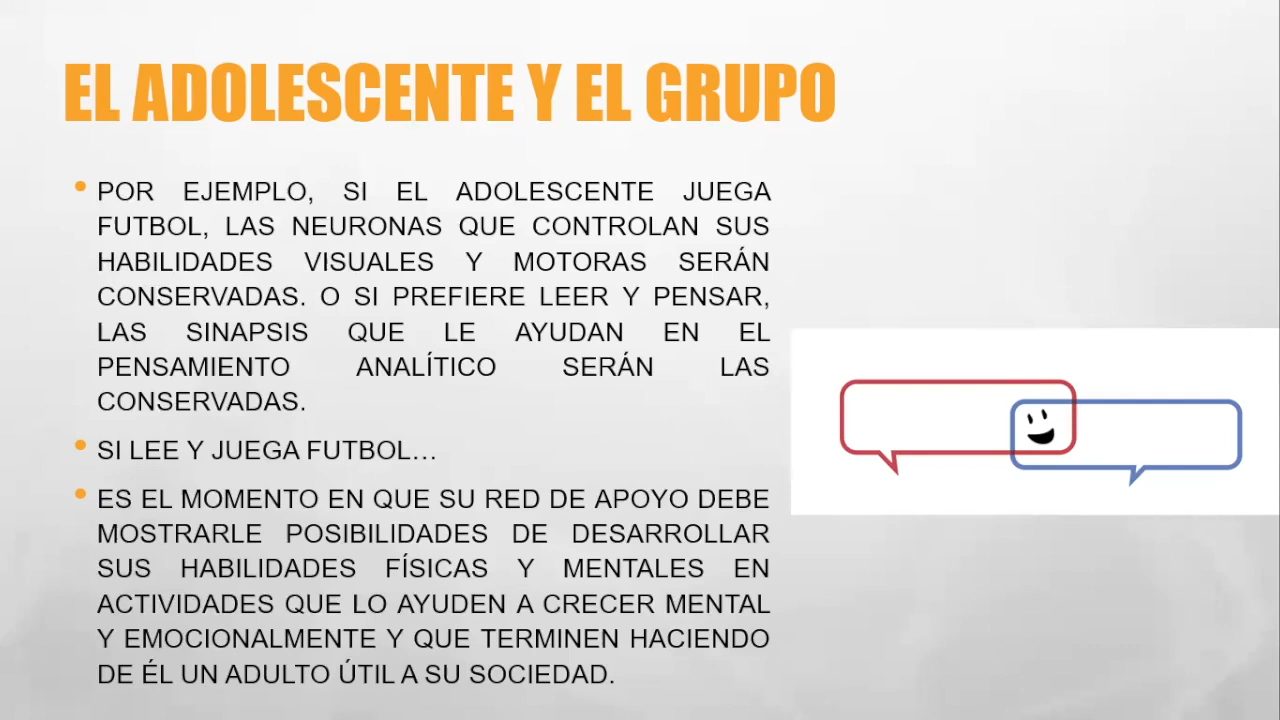 EL ADOLESCENTE Y EL GRUPO
• POR EJEMPLO, SI EL ADOLESCENTE JUEGA
FUTBOL, LAS NEURONAS QUE CONTROLAN SUS
HABILIDADES VISUALES Y MOTORAS SERÁN
CONSERVADAS. O SI PREFIERE LEER Y PENSAR,
LAS SINAPSIS QUE LE AYUDAN EN EL
PENSAMIENTO ANALÍTICO SERÁN LAS
CONSERVADAS.
• SI LEE Y JUEGA FUTBOL…
• ES EL MOMENTO EN QUE SU RED DE APOYO DEBE
MOSTRARLE POSIBILIDADES DE DESARROLLAR
SUS HABILIDADES FÍSICAS Y MENTALES EN
ACTIVIDADES QUE LO AYUDEN A CRECER MENTAL
Y EMOCIONALMENTE Y QUE TERMINEN HACIENDO
DE ÉL UN ADULTO ÚTIL A SU SOCIEDAD.